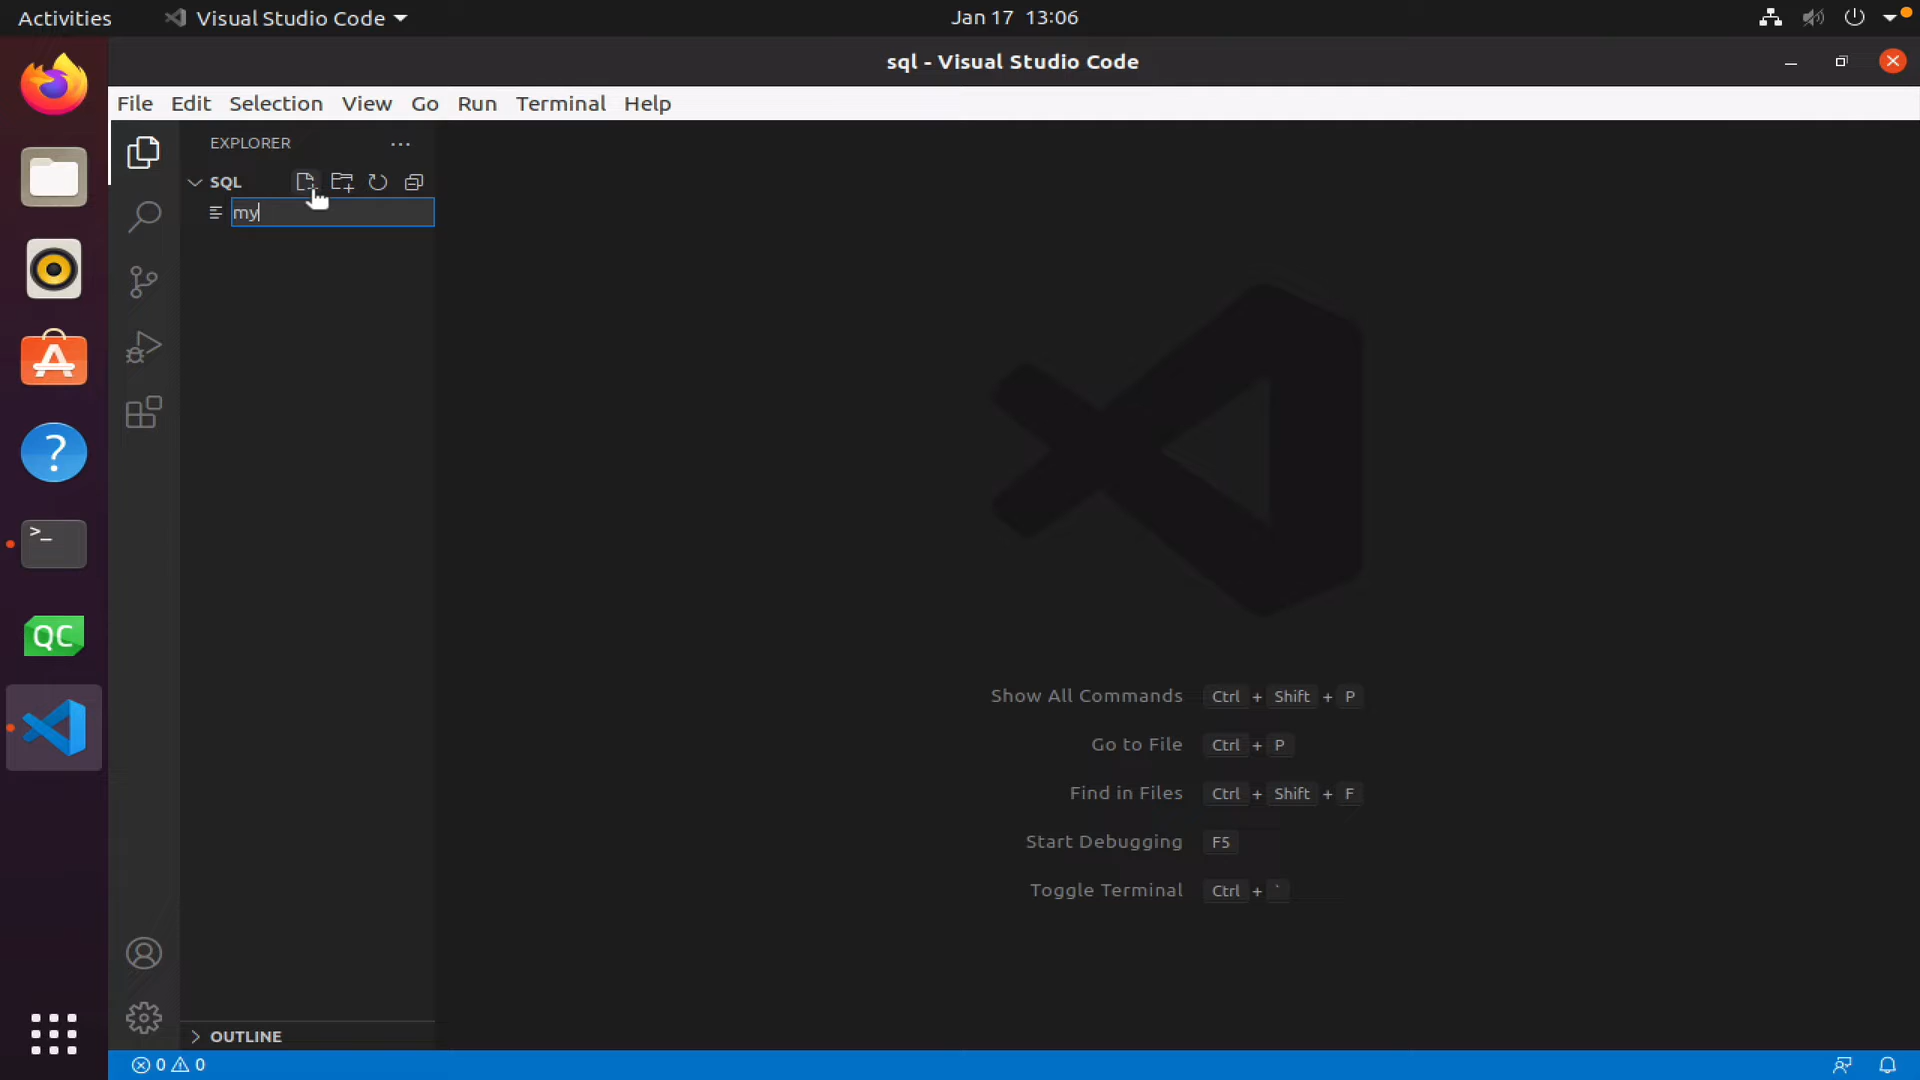 Activities
Visual Studio Code
Jan 17 13:06
sql - Visual Studio Code
File Edit Selection View Go Run Terminal Help
EXPLORER
SQL
my
Show All Commands Ctrl + Shift + P
Go to File Ctrl + P
Find in Files Ctrl + Shift + F
Start Debugging F5
Toggle Terminal Ctrl + `
OUTLINE
0 0
?
>_
QC